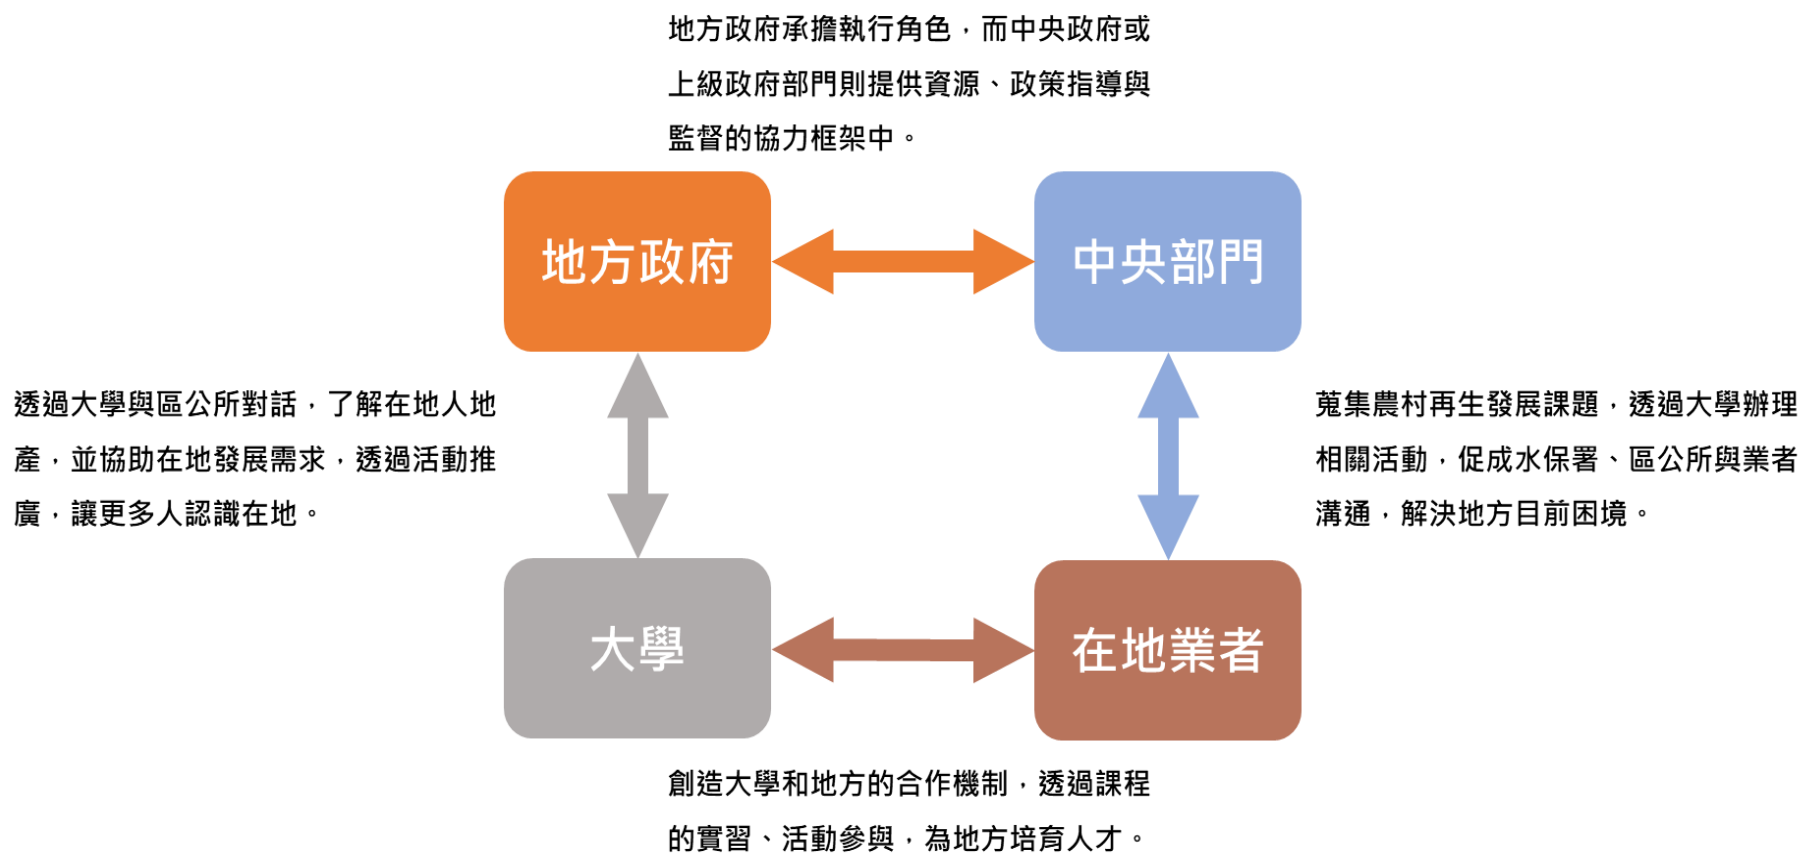 地方政府承擔執行角色，而中央政府或
上級政府部門則提供資源、政策指導與
監督的協力框架中。
地方政府
中央部門
透過大學與區公所對話，了解在地人地
產，並協助在地發展需求，透過活動推
廣，讓更多人認識在地。
蒐集農村再生發展課題，透過大學辦理
相關活動，促成水保署、區公所與業者
溝通，解決地方目前困境。
大學
在地業者
創造大學和地方的合作機制，透過課程
的實習、活動參與，為地方培育人才。